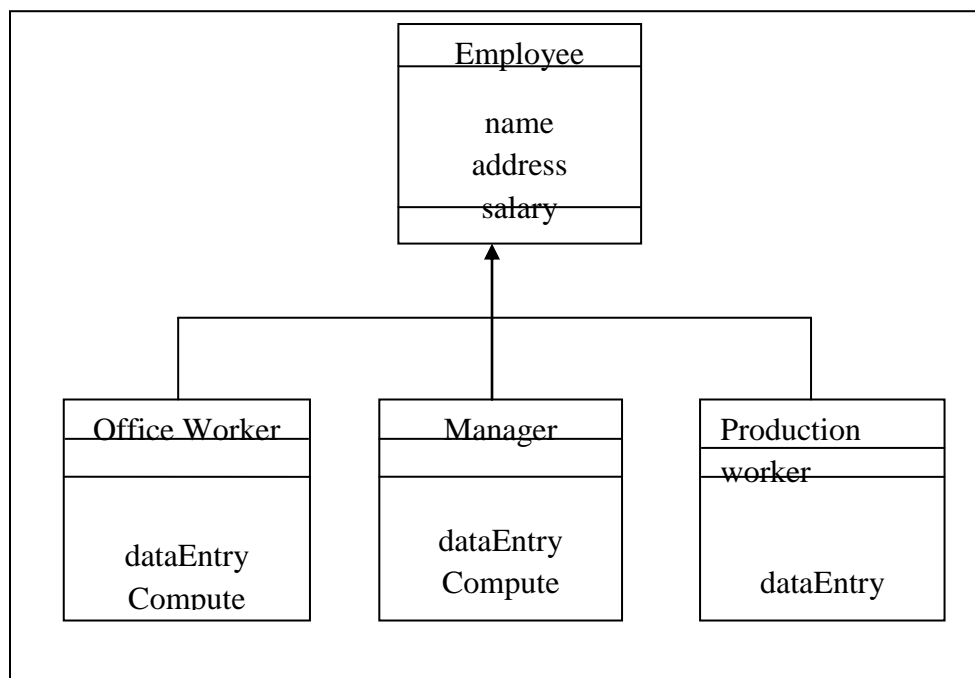 Employee
name
address
salary
Office Worker
dataEntry
Compute
Manager
dataEntry
Compute
Production
worker
dataEntry